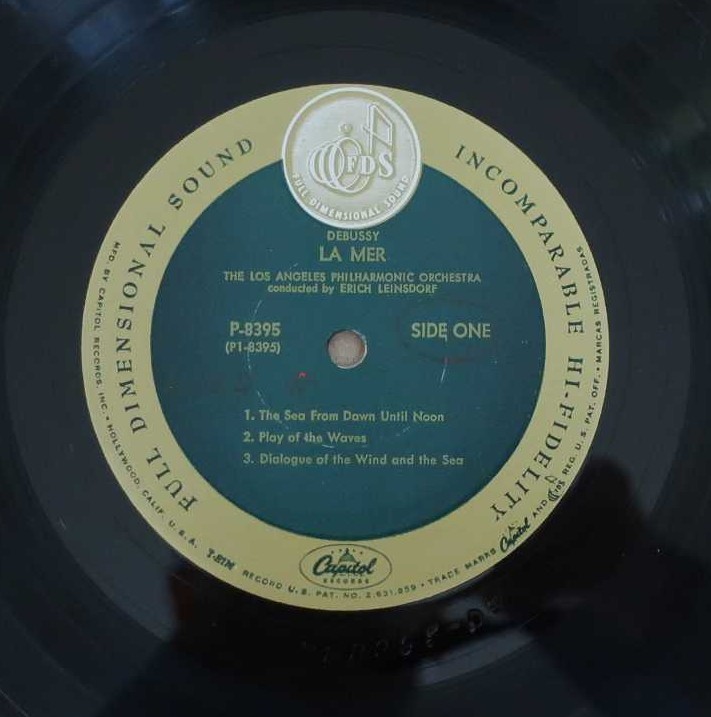 FULL DIMENSIONAL SOUND
INCOMPARABLE HI-FIDELITY
FDS
FULL DIMENSIONAL SOUND
DEBUSSY
LA MER
THE LOS ANGELES PHILHARMONIC ORCHESTRA
conducted by ERICH LEINSDORF
P-8395
(P1-8395)
SIDE ONE
1. The Sea From Dawn Until Noon
2. Play of the Waves
3. Dialogue of the Wind and the Sea
Capitol
RECORDS
MFD. BY CAPITOL RECORDS, INC. • HOLLYWOOD, CALIF. U.S.A. RECORD U.S. PAT. NO. 2,631,859 • TRADE MARKS Capitol AND FDS REG. U.S. PAT. OFF. • MARCAS REGISTRADAS